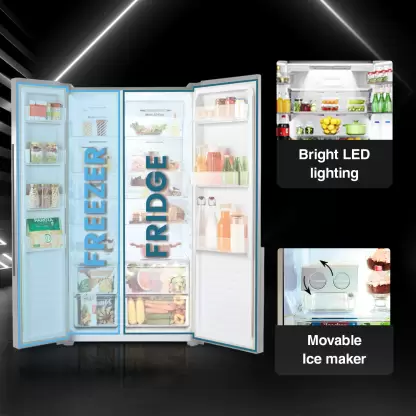 FREEZER
FRIDGE
Bright LED
lighting
Movable
Ice maker